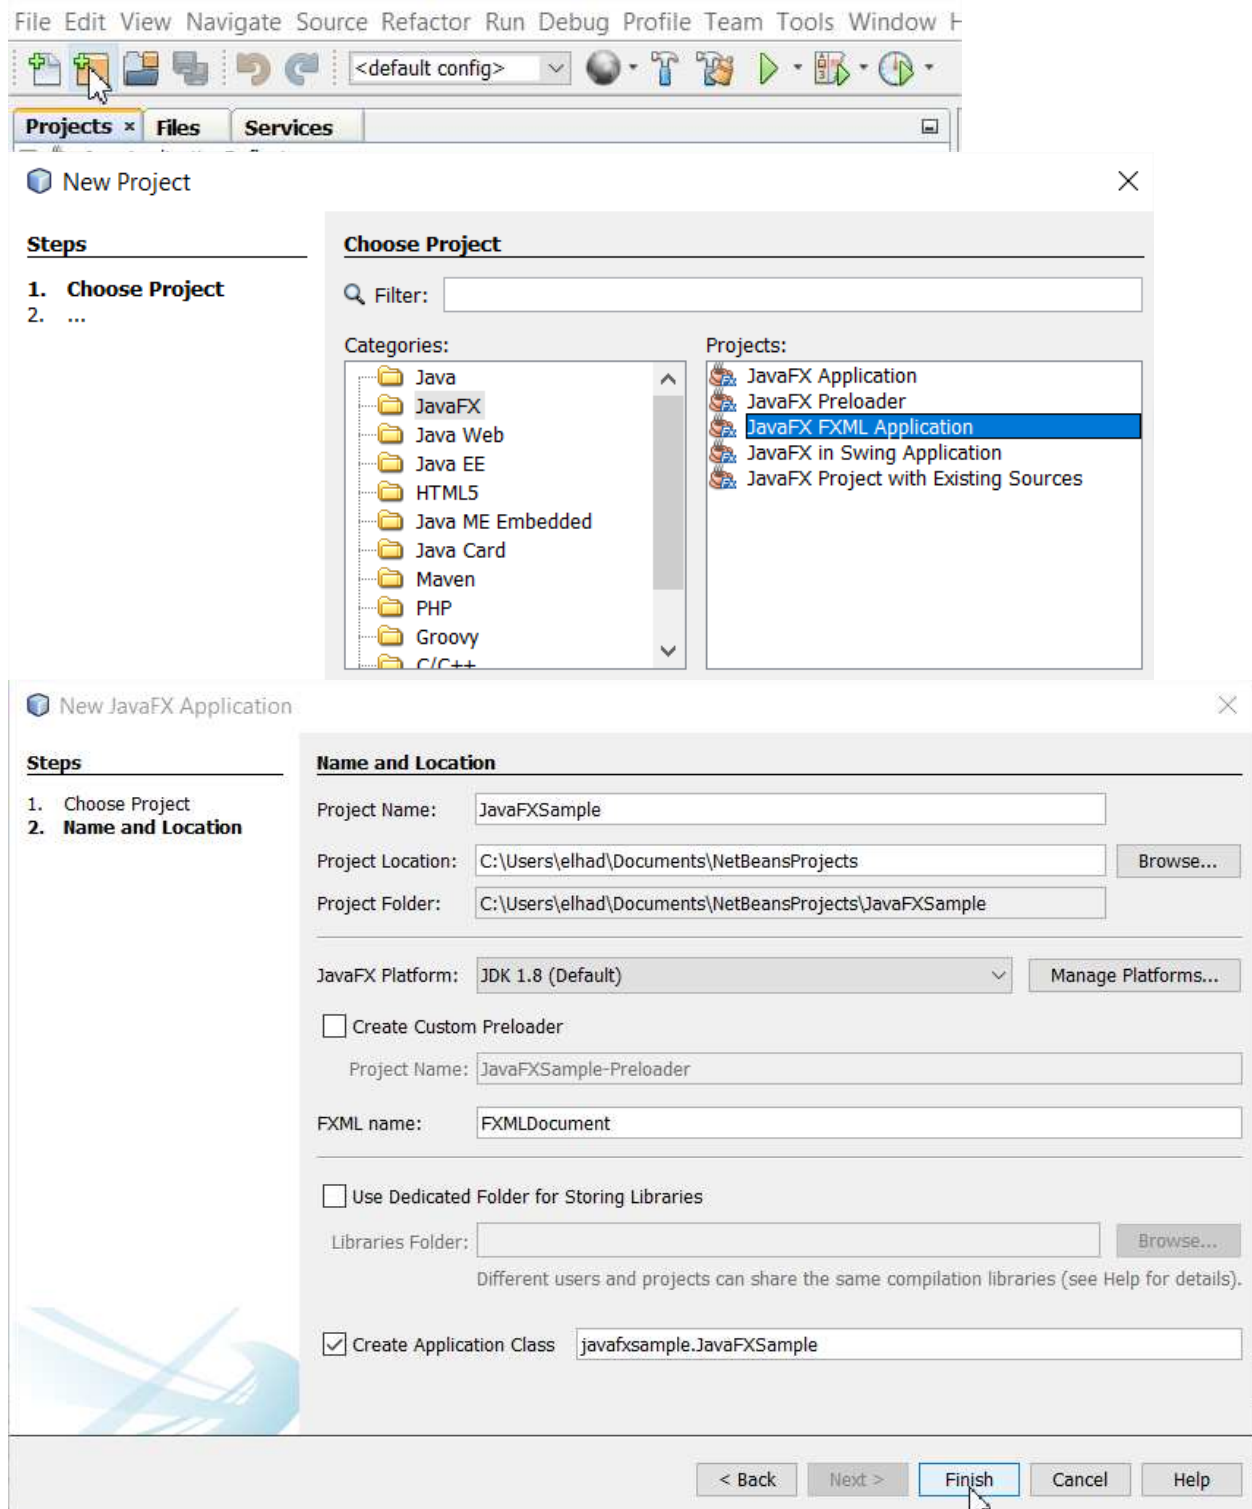 File Edit View Navigate Source Refactor Run Debug Profile Team Tools Window
<default config>
Projects × Files Services
New Project
Steps
1. Choose Project
2. ...
Choose Project
Filter:
Categories:
Java
JavaFX
Java Web
Java EE
HTML5
Java ME Embedded
Java Card
Maven
PHP
Groovy
C/C++
Projects:
JavaFX Application
JavaFX Preloader
JavaFX FXML Application
JavaFX in Swing Application
JavaFX Project with Existing Sources
New JavaFX Application
Steps
1. Choose Project
2. Name and Location
Name and Location
Project Name: JavaFXSample
Project Location: C:\Users\elhad\Documents\NetBeansProjects Browse...
Project Folder: C:\Users\elhad\Documents\NetBeansProjects\JavaFXSample
JavaFX Platform: JDK 1.8 (Default) Manage Platforms...
Create Custom Preloader
Project Name: JavaFXSample-Preloader
FXML name: FXMLDocument
Use Dedicated Folder for Storing Libraries
Libraries Folder: Browse...
Different users and projects can share the same compilation libraries (see Help for details).
Create Application Class javafxsample.JavaFXSample
< Back Next > Finish Cancel Help